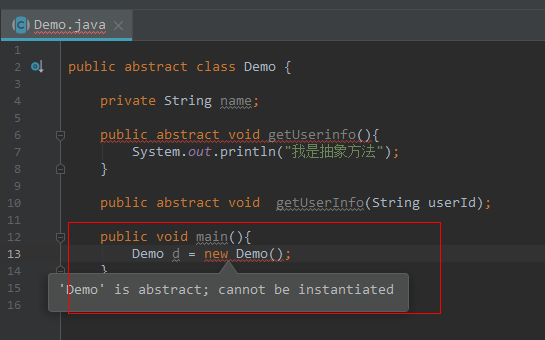 Demo.java
1
2 public abstract class Demo {
3
4 private String name;
5
6 public abstract void getUserinfo(){
7 System.out.println("我是抽象方法");
8 }
9
10 public abstract void  getUserInfo(String userId);
11
12 public void main(){
13 Demo d = new Demo();
14 }
15 'Demo' is abstract; cannot be instantiated
16